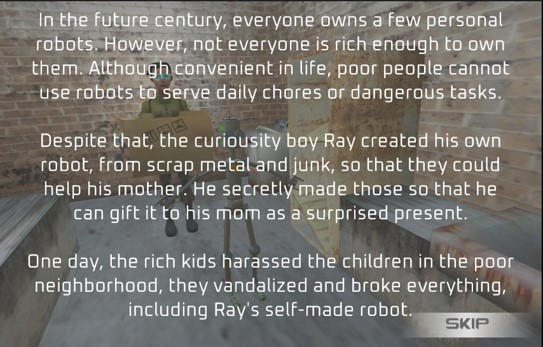 In the future century, everyone owns a few personal
robots. However, not everyone is rich enough to own
them. Although convenient in life, poor people cannot
use robots to serve daily chores or dangerous tasks.
Despite that, the curiousity boy Ray created his own
robot, from scrap metal and junk, so that they could
help his mother. He secretly made those so that he
can gift it to his mom as a surprised present.
One day, the rich kids harassed the children in the poor
neighborhood, they vandalized and broke everything,
including Ray's self-made robot.
SKIP